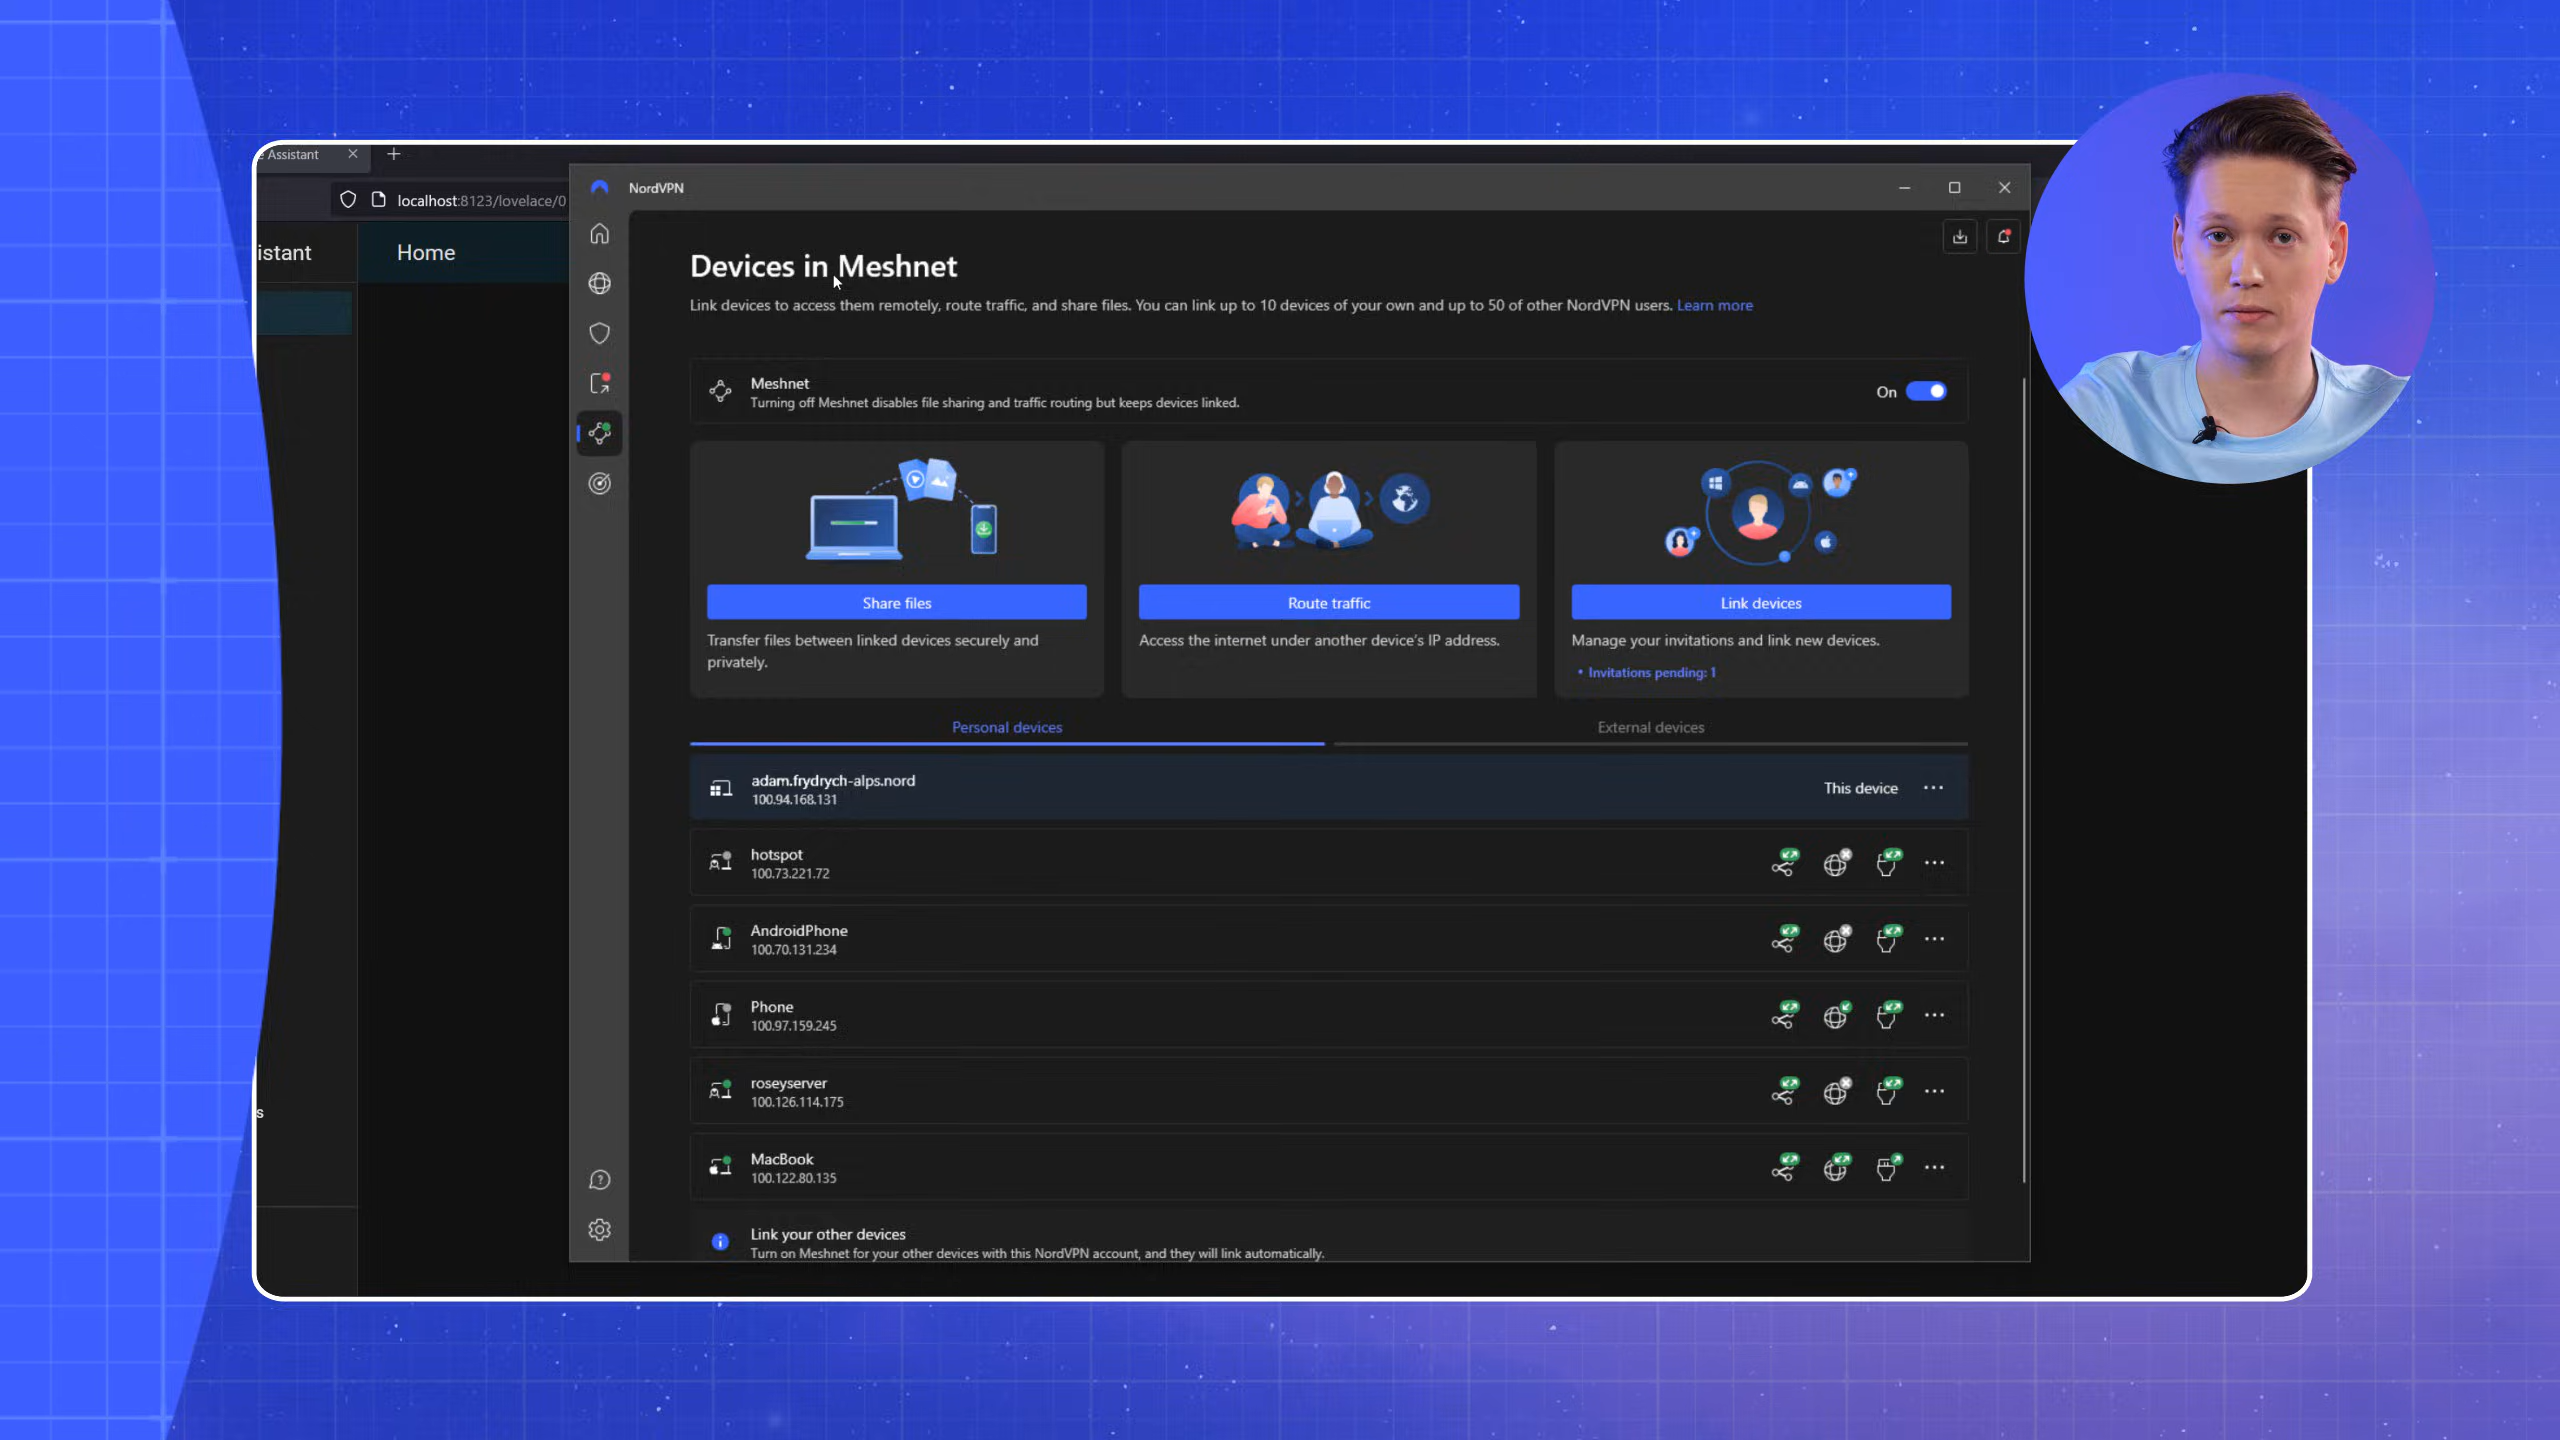 e Assistant
localhost:8123/lovelace/0
istant
Home
s
NordVPN
Devices in Meshnet
Link devices to access them remotely, route traffic, and share files. You can link up to 10 devices of your own and up to 50 of other NordVPN users. Learn more
Meshnet
Turning off Meshnet disables file sharing and traffic routing but keeps devices linked.
On
Share files
Transfer files between linked devices securely and
privately.
Route traffic
Access the internet under another device's IP address.
Link devices
Manage your invitations and link new devices.
• Invitations pending: 1
Personal devices
External devices
adam.frydrych-alps.nord
100.94.168.131
This device
hotspot
100.73.221.72
AndroidPhone
100.70.131.234
Phone
100.97.159.245
roseyserver
100.126.114.175
MacBook
100.122.80.135
Link your other devices
Turn on Meshnet for your other devices with this NordVPN account, and they will link automatically.